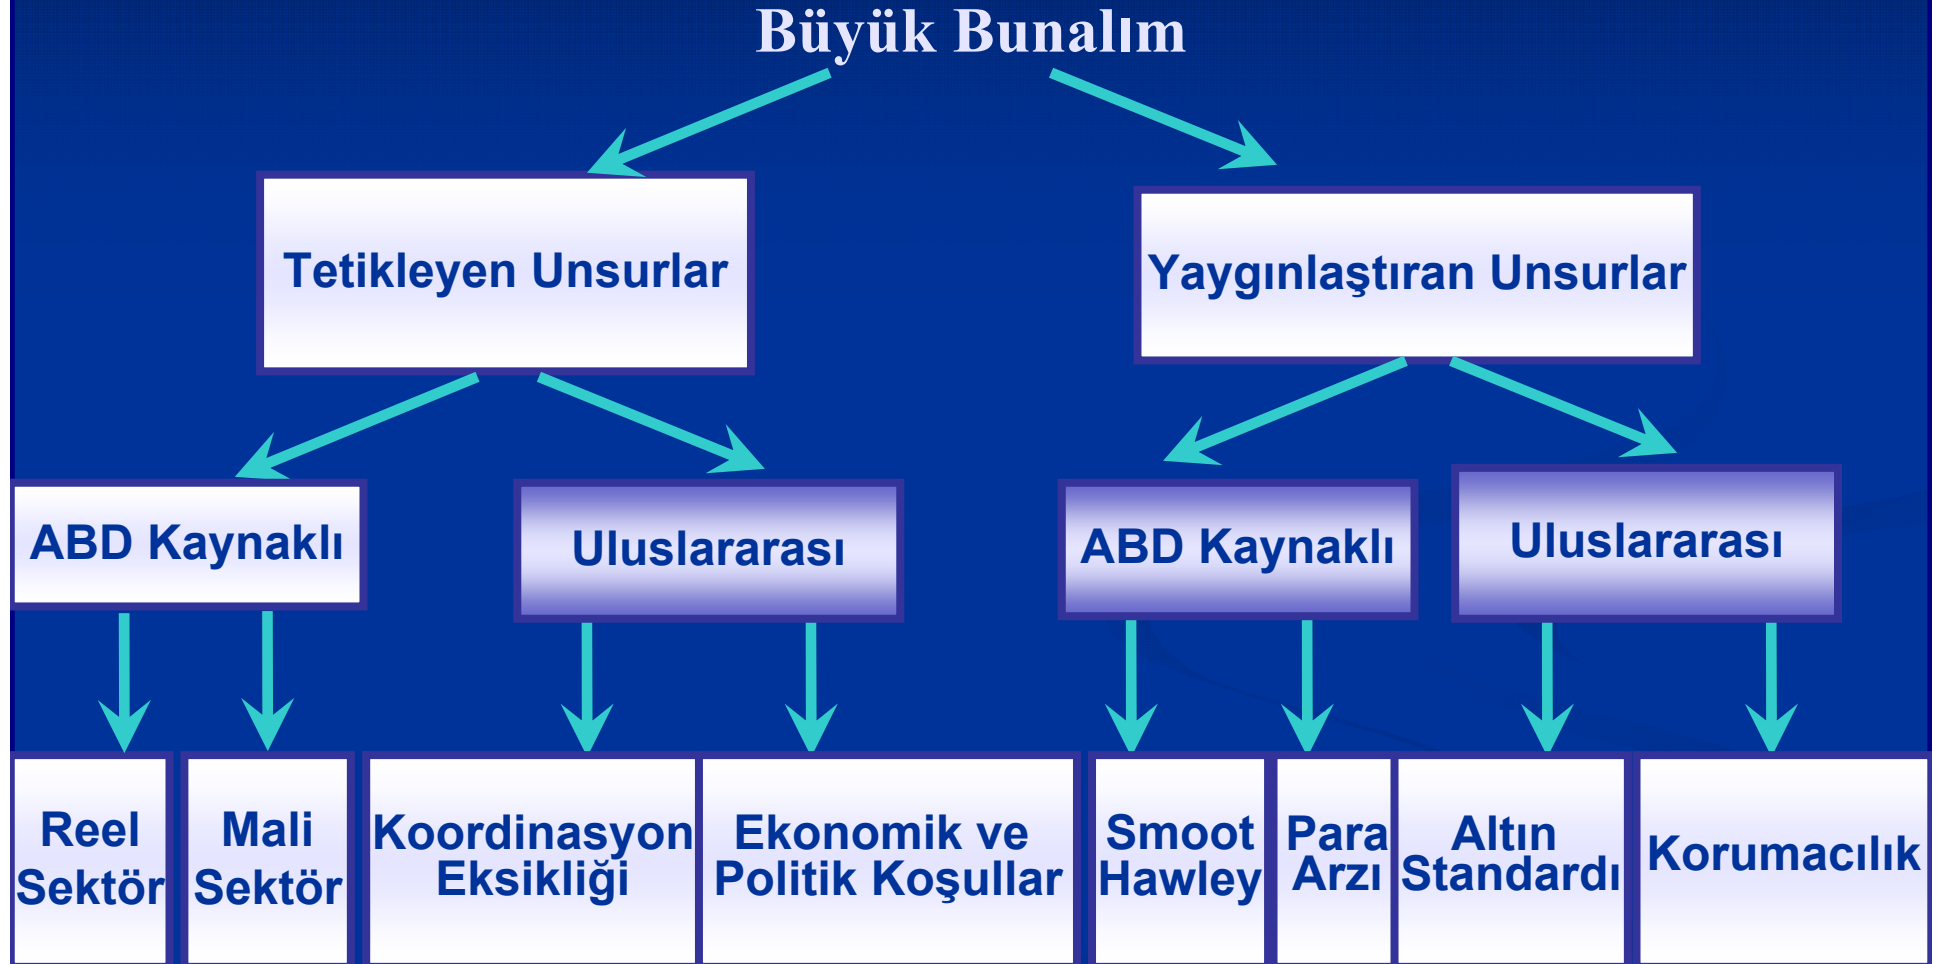 Büyük Bunalım
Tetikleyen Unsurlar
Yaygınlaştıran Unsurlar
ABD Kaynaklı
Uluslararası
ABD Kaynaklı
Uluslararası
Reel
Sektör
Mali
Sektör
Koordinasyon
Eksikliği
Ekonomik ve
Politik Koşullar
Smoot
Hawley
Para
Arzı
Altın
Standardı
Korumacılık